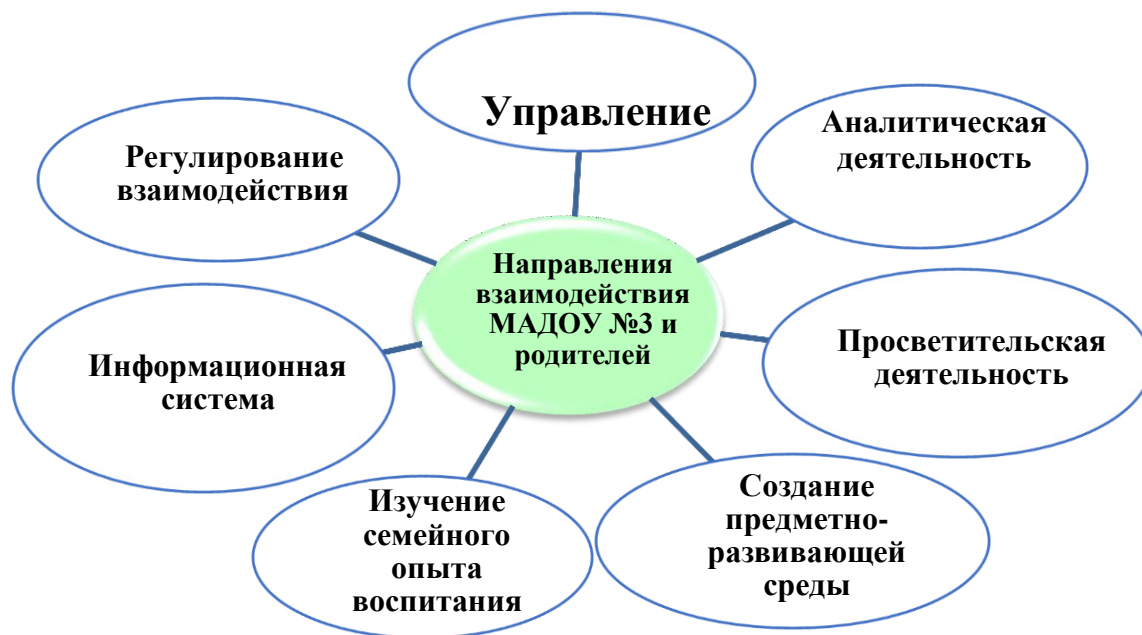 Управление
Аналитическая
деятельность
Регулирование
взаимодействия
Направления
взаимодействия
МАДОУ №3 и
родителей
Просветительская
деятельность
Информационная
система
Создание
предметно-
развивающей
среды
Изучение
семейного
опыта
воспитания